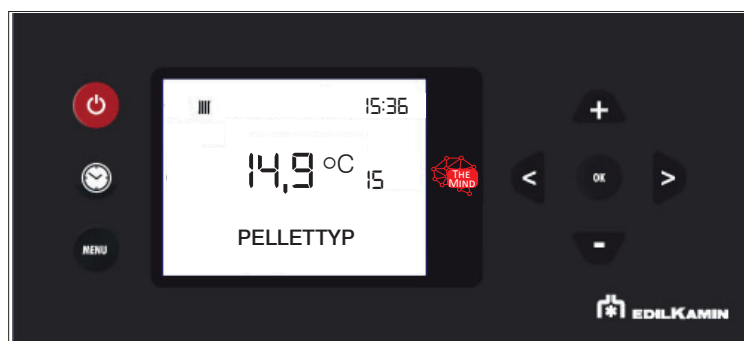 15:36
14,9 °C 15
THE
MIND
OK
MENU
PELLETTYP
EDILKAMIN